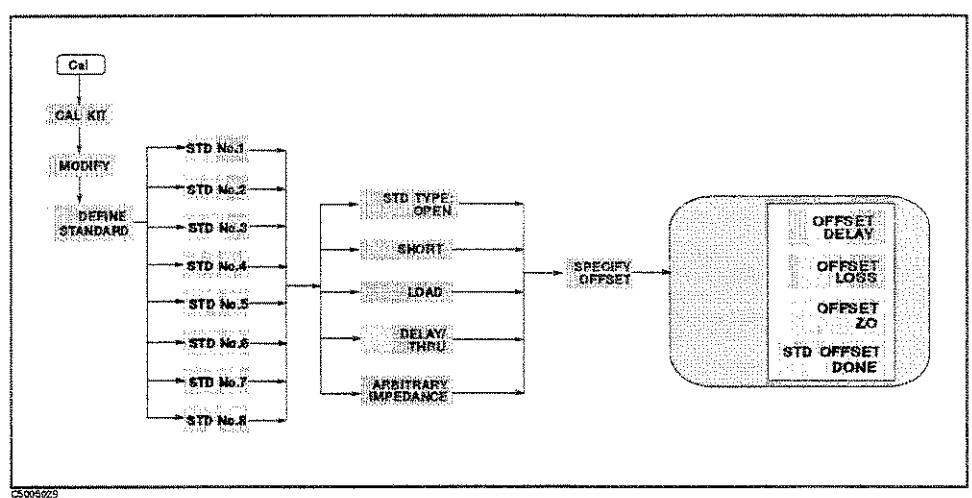 Cal
CAL KIT
MODIFY
DEFINE
STANDARD
STD No.1
STD No.2
STD No.3
STD No.4
STD No.5
STD No.6
STD No.7
STD No.8
STD TYPE:
OPEN
SHORT
LOAD
DELAY/
THRU
ARBITRARY
IMPEDANCE
SPECIFY
OFFSET
OFFSET
DELAY
OFFSET
LOSS
OFFSET
ZO
STD OFFSET
DONE
C5005029